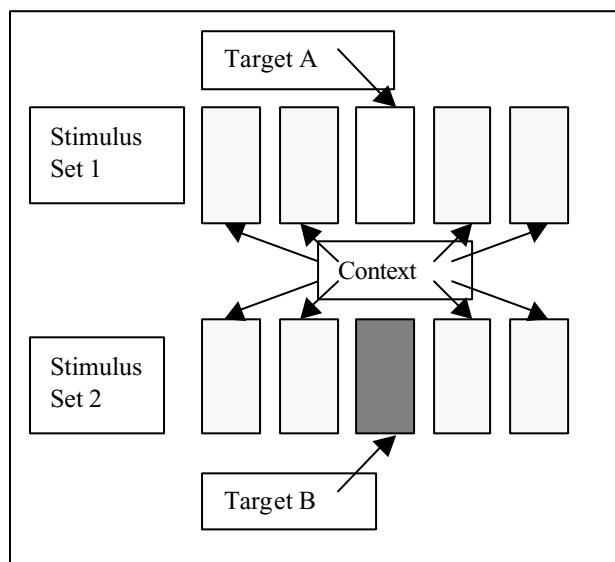 Target A
Stimulus
Set 1
Context
Stimulus
Set 2
Target B